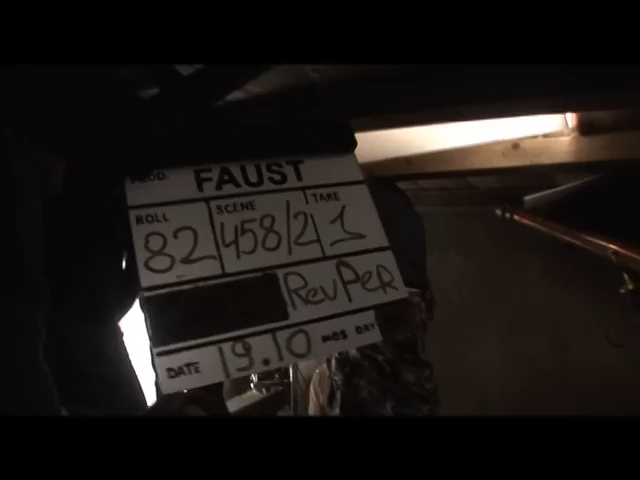 PROD. FAUST
ROLL SCENE TAKE
82 458/2 1
RevPeR
DATE 19.10 MOS DAY